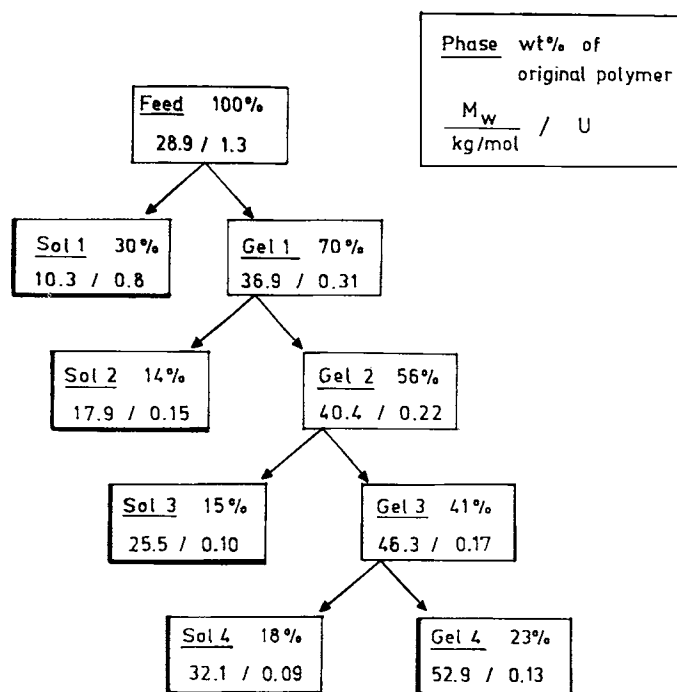 Phase wt% of
original polymer
Mw
kg/mol / U
Feed 100%
28.9 / 1.3
Sol 1 30%
10.3 / 0.8
Gel 1 70%
36.9 / 0.31
Sol 2 14%
17.9 / 0.15
Gel 2 56%
40.4 / 0.22
Sol 3 15%
25.5 / 0.10
Gel 3 41%
46.3 / 0.17
Sol 4 18%
32.1 / 0.09
Gel 4 23%
52.9 / 0.13